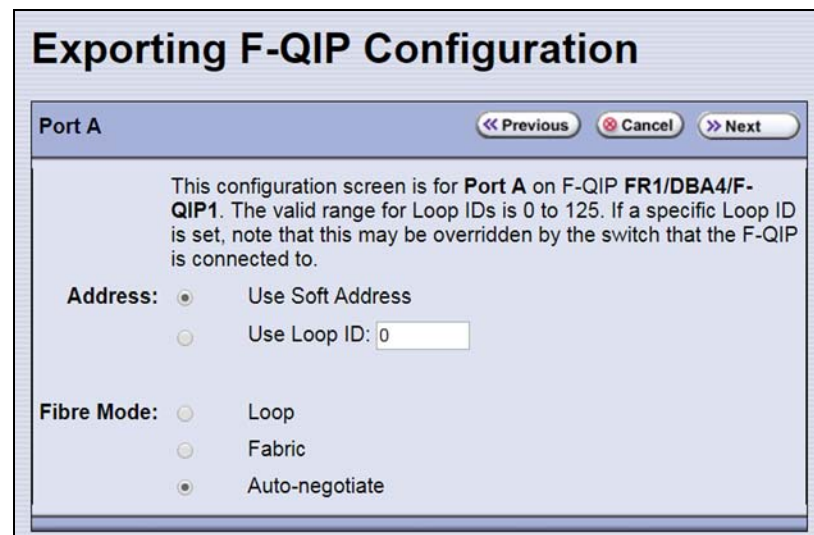 Exporting F-QIP Configuration
Port A
Previous
Cancel
Next
This configuration screen is for Port A on F-QIP FR1/DBA4/F-
QIP1. The valid range for Loop IDs is 0 to 125. If a specific Loop ID
is set, note that this may be overridden by the switch that the F-QIP
is connected to.
Address: Use Soft Address
Use Loop ID: 0
Fibre Mode: Loop
Fabric
Auto-negotiate